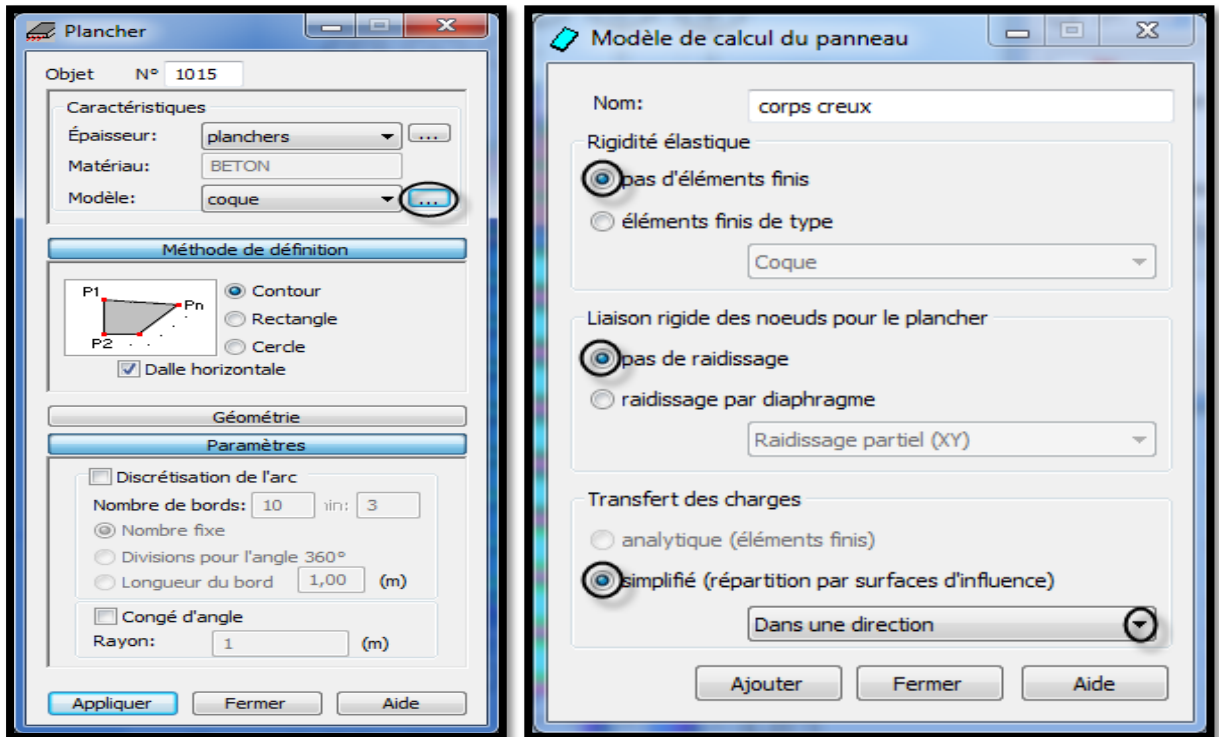 Plancher
Objet N° 1015
Caractéristiques
Épaisseur: planchers ...
Matériau: BETON
Modèle: coque ...
Méthode de définition
P1
Pn
P2
Contour
Rectangle
Cercle
Dalle horizontale
Géométrie
Paramètres
Discrétisation de l'arc
Nombre de bords: 10 nin: 3
Nombre fixe
Divisions pour l'angle 360°
Longueur du bord 1,00 (m)
Congé d'angle
Rayon: 1 (m)
Appliquer Fermer Aide
Modèle de calcul du panneau
Nom: corps creux
Rigidité élastique
pas d'éléments finis
éléments finis de type
Coque
Liaison rigide des noeuds pour le plancher
pas de raidissage
raidissage par diaphragme
Raidissage partiel (XY)
Transfert des charges
analytique (éléments finis)
simplifié (répartition par surfaces d'influence)
Dans une direction
Ajouter Fermer Aide